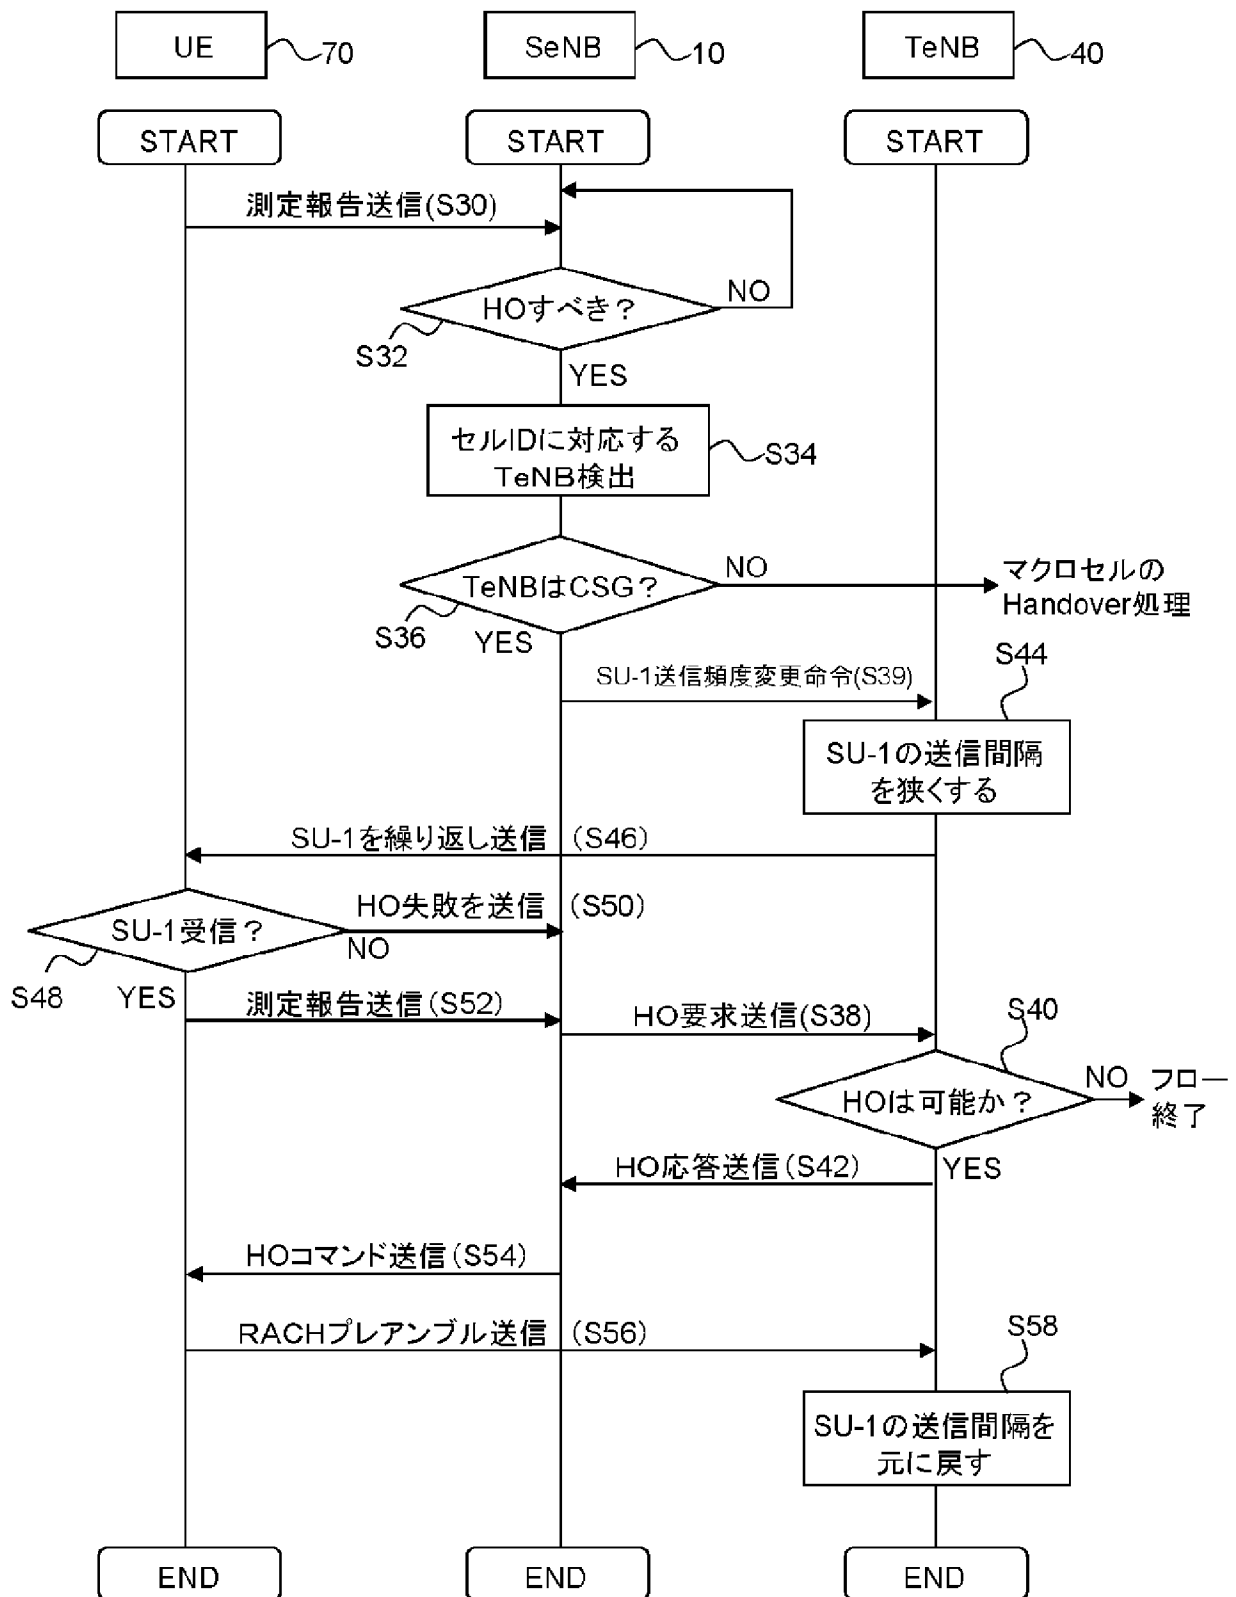 UE
70
SeNB
10
TeNB
40
START
START
START
測定報告送信(S30)
HOすべき？
NO
S32
YES
セルIDに対応する
TeNB検出
S34
TeNBはCSG？
NO
マクロセルの
Handover処理
S36
YES
SU-1送信頻度変更命令(S39)
S44
SU-1の送信間隔
を狭くする
SU-1を繰り返し送信（S46）
SU-1受信？
HO失敗を送信（S50）
NO
S48
YES
測定報告送信（S52）
HO要求送信(S38)
S40
HOは可能か？
NO
フロー
終了
HO応答送信（S42）
YES
HOコマンド送信（S54）
RACHプレアンブル送信（S56）
S58
SU-1の送信間隔を
元に戻す
END
END
END